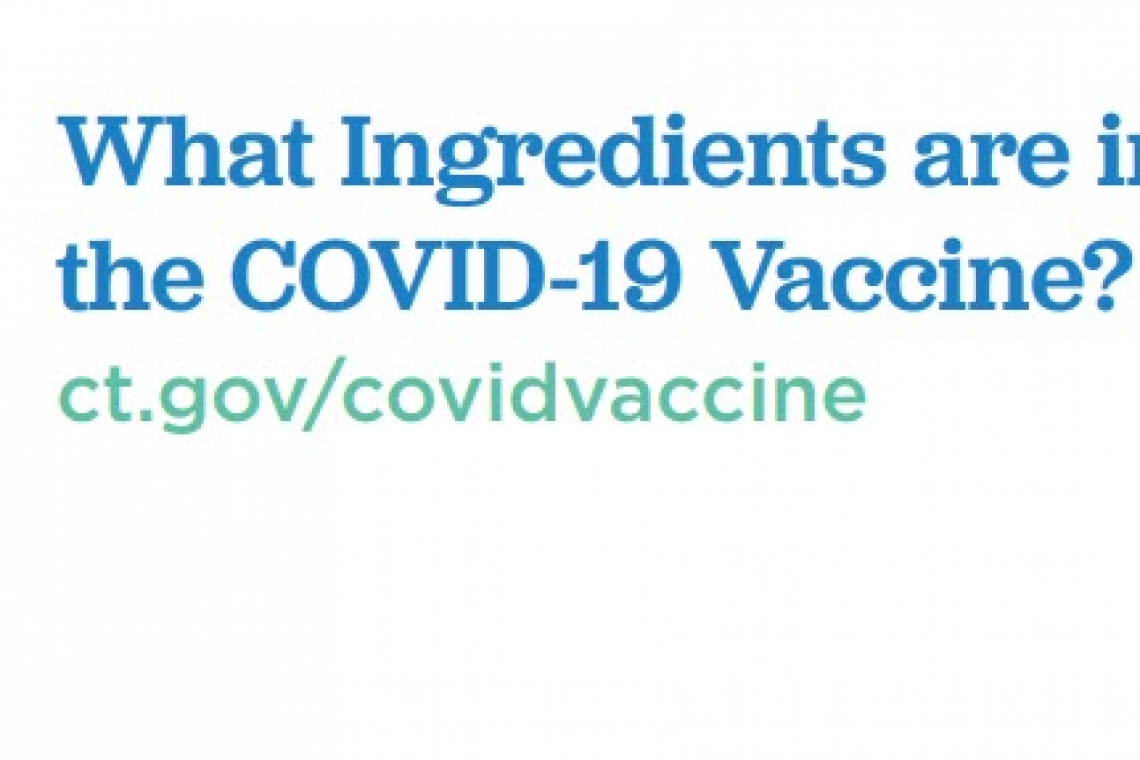 What Ingredients are i
the COVID-19 Vaccine?
ct.gov/covidvaccine